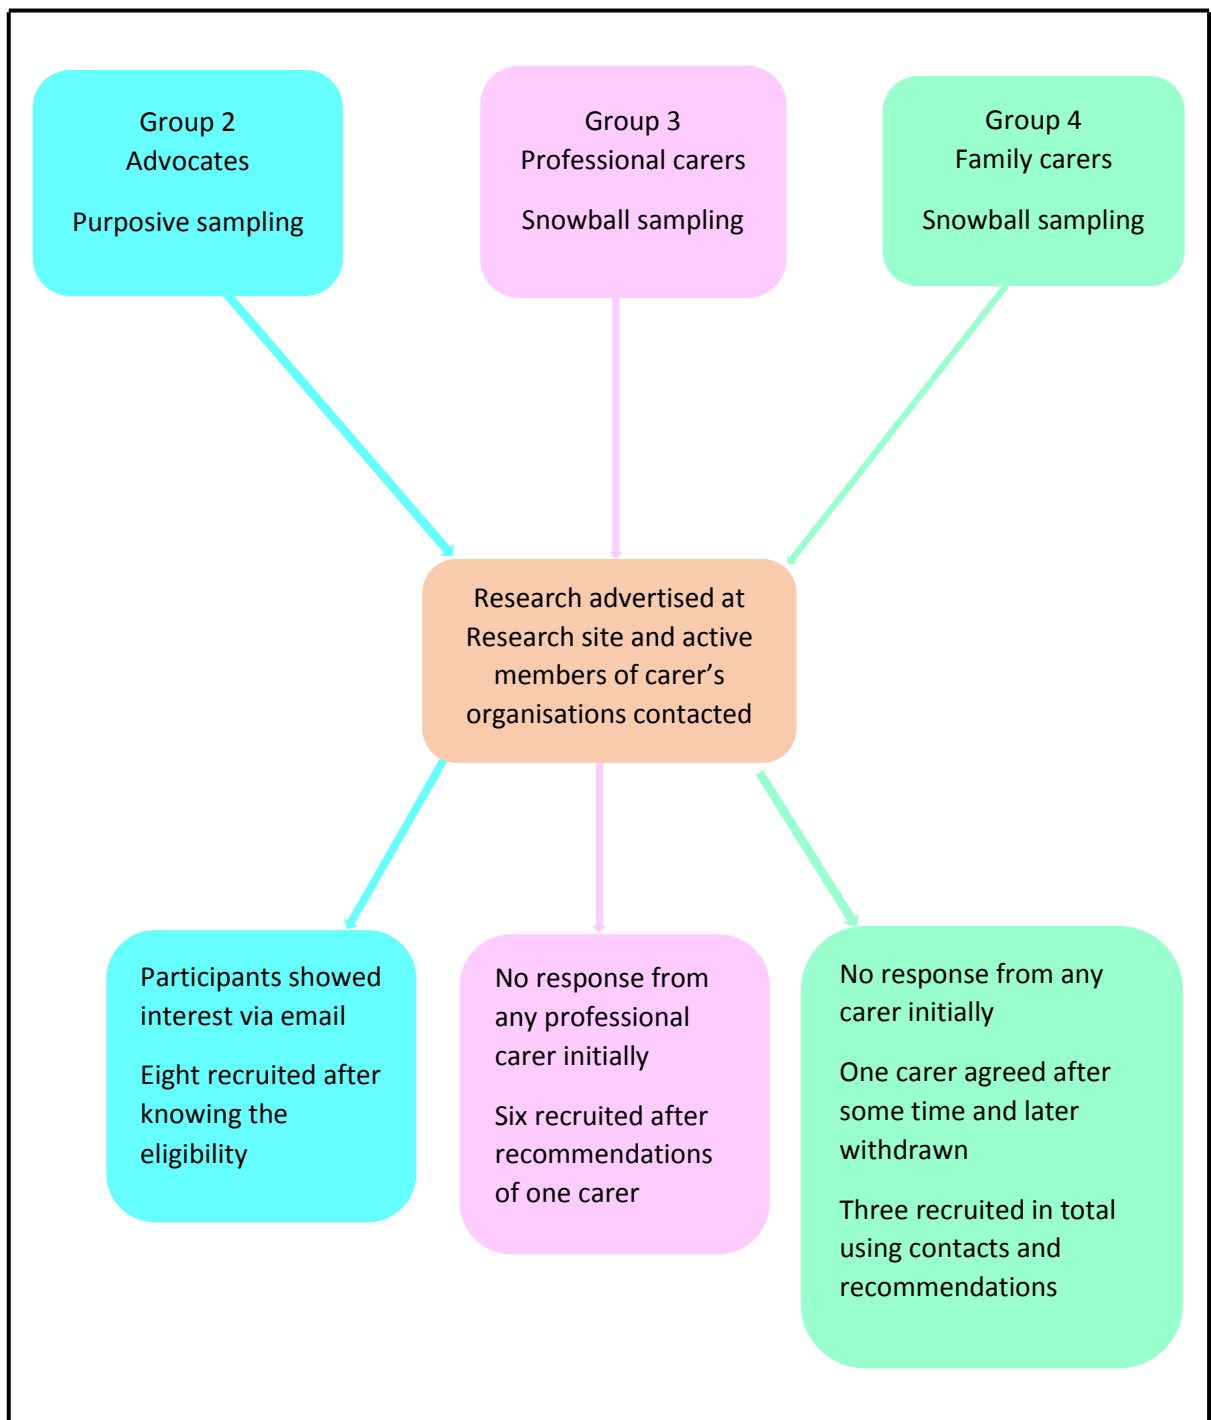 Group 2
Advocates
Purposive sampling
Group 3
Professional carers
Snowball sampling
Group 4
Family carers
Snowball sampling
Research advertised at
Research site and active
members of carer’s
organisations contacted
Participants showed
interest via email
Eight recruited after
knowing the
eligibility
No response from
any professional
carer initially
Six recruited after
recommendations
of one carer
No response from any
carer initially
One carer agreed after
some time and later
withdrawn
Three recruited in total
using contacts and
recommendations